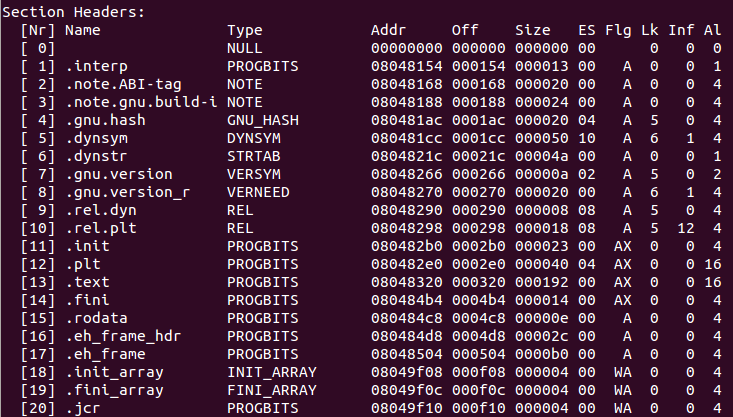 Section Headers:
  [Nr] Name              Type            Addr     Off    Size   ES Flg Lk Inf Al
  [ 0]                   NULL            00000000 000000 000000 00      0   0  0
  [ 1] .interp           PROGBITS        08048154 000154 000013 00   A  0   0  1
  [ 2] .note.ABI-tag     NOTE            08048168 000168 000020 00   A  0   0  4
  [ 3] .note.gnu.build-i NOTE            08048188 000188 000024 00   A  0   0  4
  [ 4] .gnu.hash         GNU_HASH        080481ac 0001ac 000020 04   A  5   0  4
  [ 5] .dynsym           DYNSYM          080481cc 0001cc 000050 10   A  6   1  4
  [ 6] .dynstr           STRTAB          0804821c 00021c 00004a 00   A  0   0  1
  [ 7] .gnu.version      VERSYM          08048266 000266 00000a 02   A  5   0  2
  [ 8] .gnu.version_r    VERNEED         08048270 000270 000020 00   A  6   1  4
  [ 9] .rel.dyn          REL             08048290 000290 000008 08   A  5   0  4
  [10] .rel.plt          REL             08048298 000298 000018 08   A  5  12  4
  [11] .init             PROGBITS        080482b0 0002b0 000023 00  AX  0   0  4
  [12] .plt              PROGBITS        080482e0 0002e0 000040 04  AX  0   0 16
  [13] .text             PROGBITS        08048320 000320 000192 00  AX  0   0 16
  [14] .fini             PROGBITS        080484b4 0004b4 000014 00  AX  0   0  4
  [15] .rodata           PROGBITS        080484c8 0004c8 00000e 00   A  0   0  4
  [16] .eh_frame_hdr     PROGBITS        080484d8 0004d8 00002c 00   A  0   0  4
  [17] .eh_frame         PROGBITS        08048504 000504 0000b0 00   A  0   0  4
  [18] .init_array       INIT_ARRAY      08049f08 000f08 000004 00  WA  0   0  4
  [19] .fini_array       FINI_ARRAY      08049f0c 000f0c 000004 00  WA  0   0  4
  [20] .jcr              PROGBITS        08049f10 000f10 000004 00  WA  0   0  4